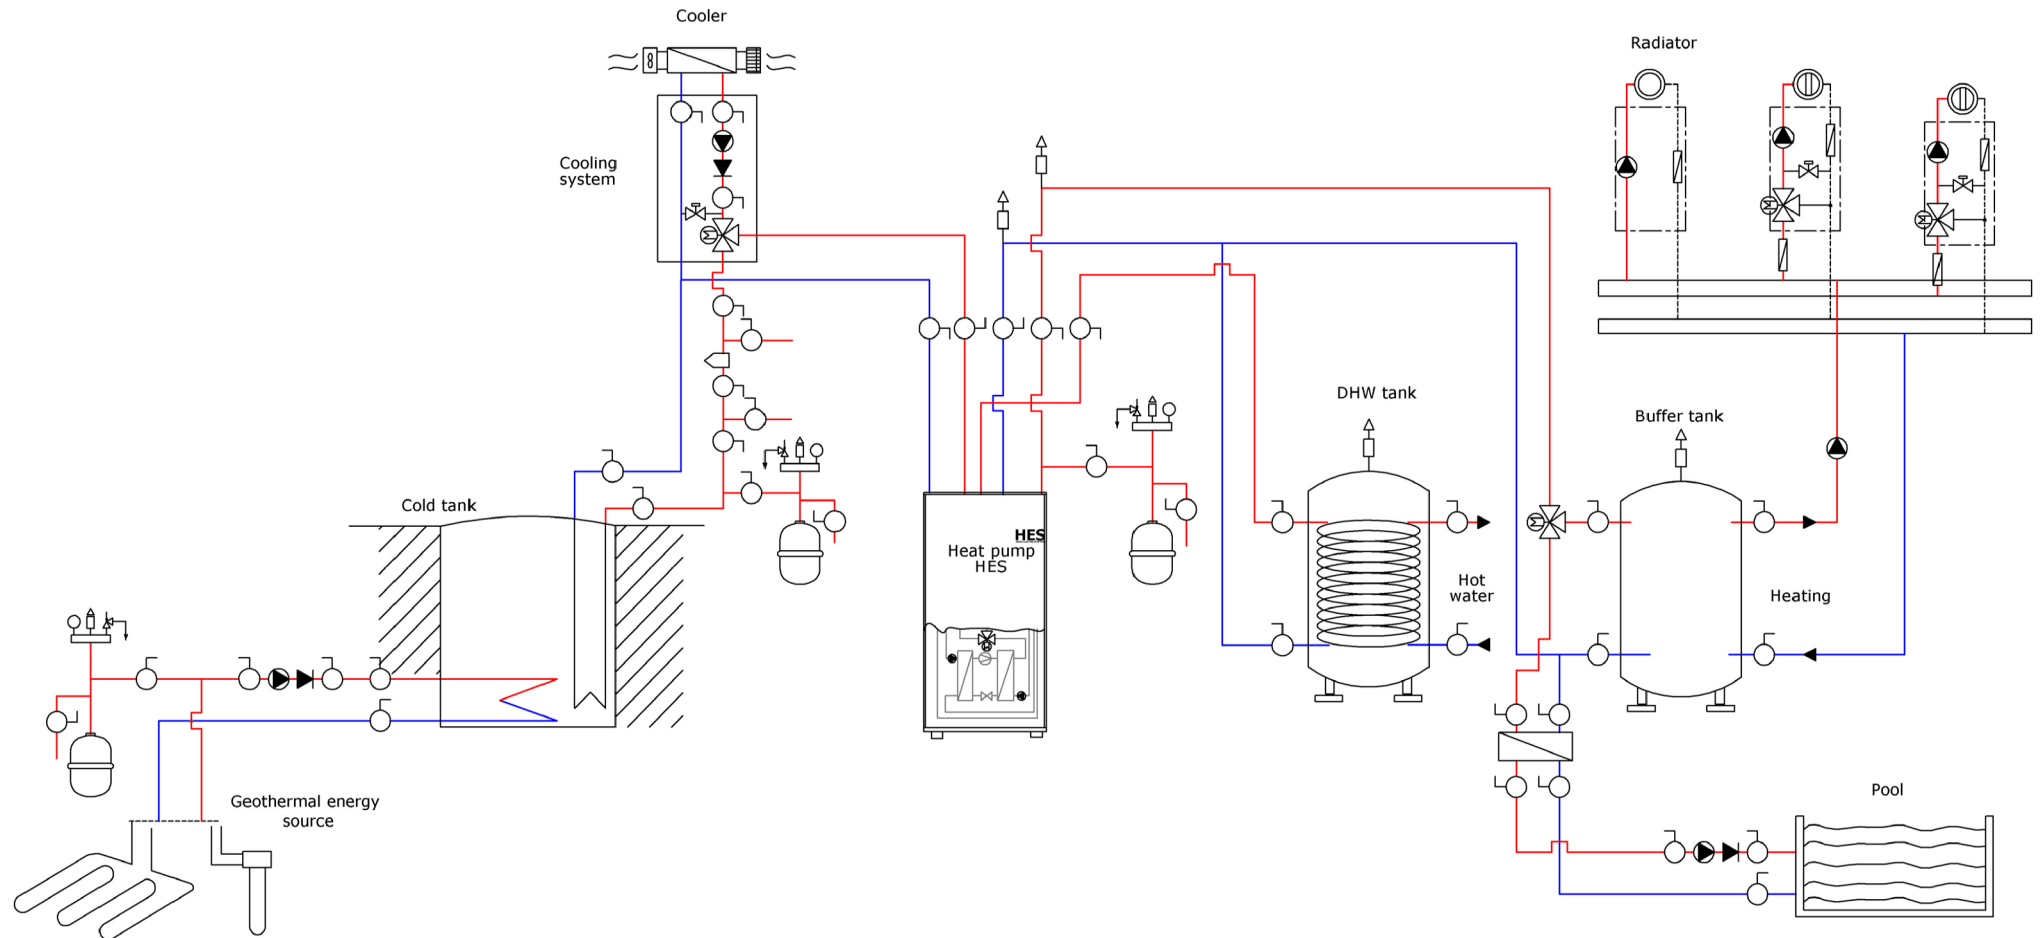 Cooler
Radiator
Cooling
system
DHW tank
Buffer tank
Cold tank
HES
Heat pump
HES
Hot
water
Heating
Geothermal energy
source
Pool